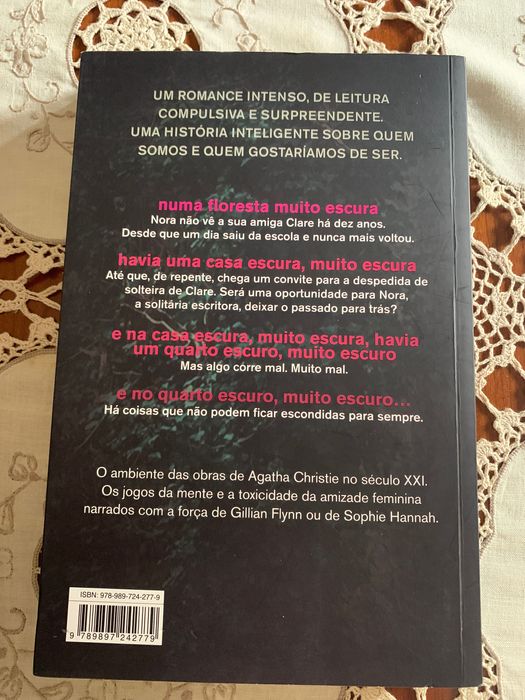 UM ROMANCE INTENSO, DE LEITURA
COMPULSIVA E SURPREENDENTE.
UMA HISTÓRIA INTELIGENTE SOBRE QUEM
SOMOS E QUEM GOSTARÍAMOS DE SER.
numa floresta muito escura
Nora não vê a sua amiga Clare há dez anos.
Desde que um dia saiu da escola e nunca mais voltou.
havia uma casa escura, muito escura
Até que, de repente, chega um convite para a despedida de
solteira de Clare. Será uma oportunidade para Nora,
a solitária escritora, deixar o passado para trás?
e na casa escura, muito escura, havia
um quarto escuro, muito escuro
Mas algo corre mal. Muito mal.
e no quarto escuro, muito escuro...
Há coisas que não podem ficar escondidas para sempre.
O ambiente das obras de Agatha Christie no século XXI.
Os jogos da mente e a toxicidade da amizade feminina
narrados com a força de Gillian Flynn ou de Sophie Hannah.
ISBN: 978-989-724-277-9
9 789897 242779